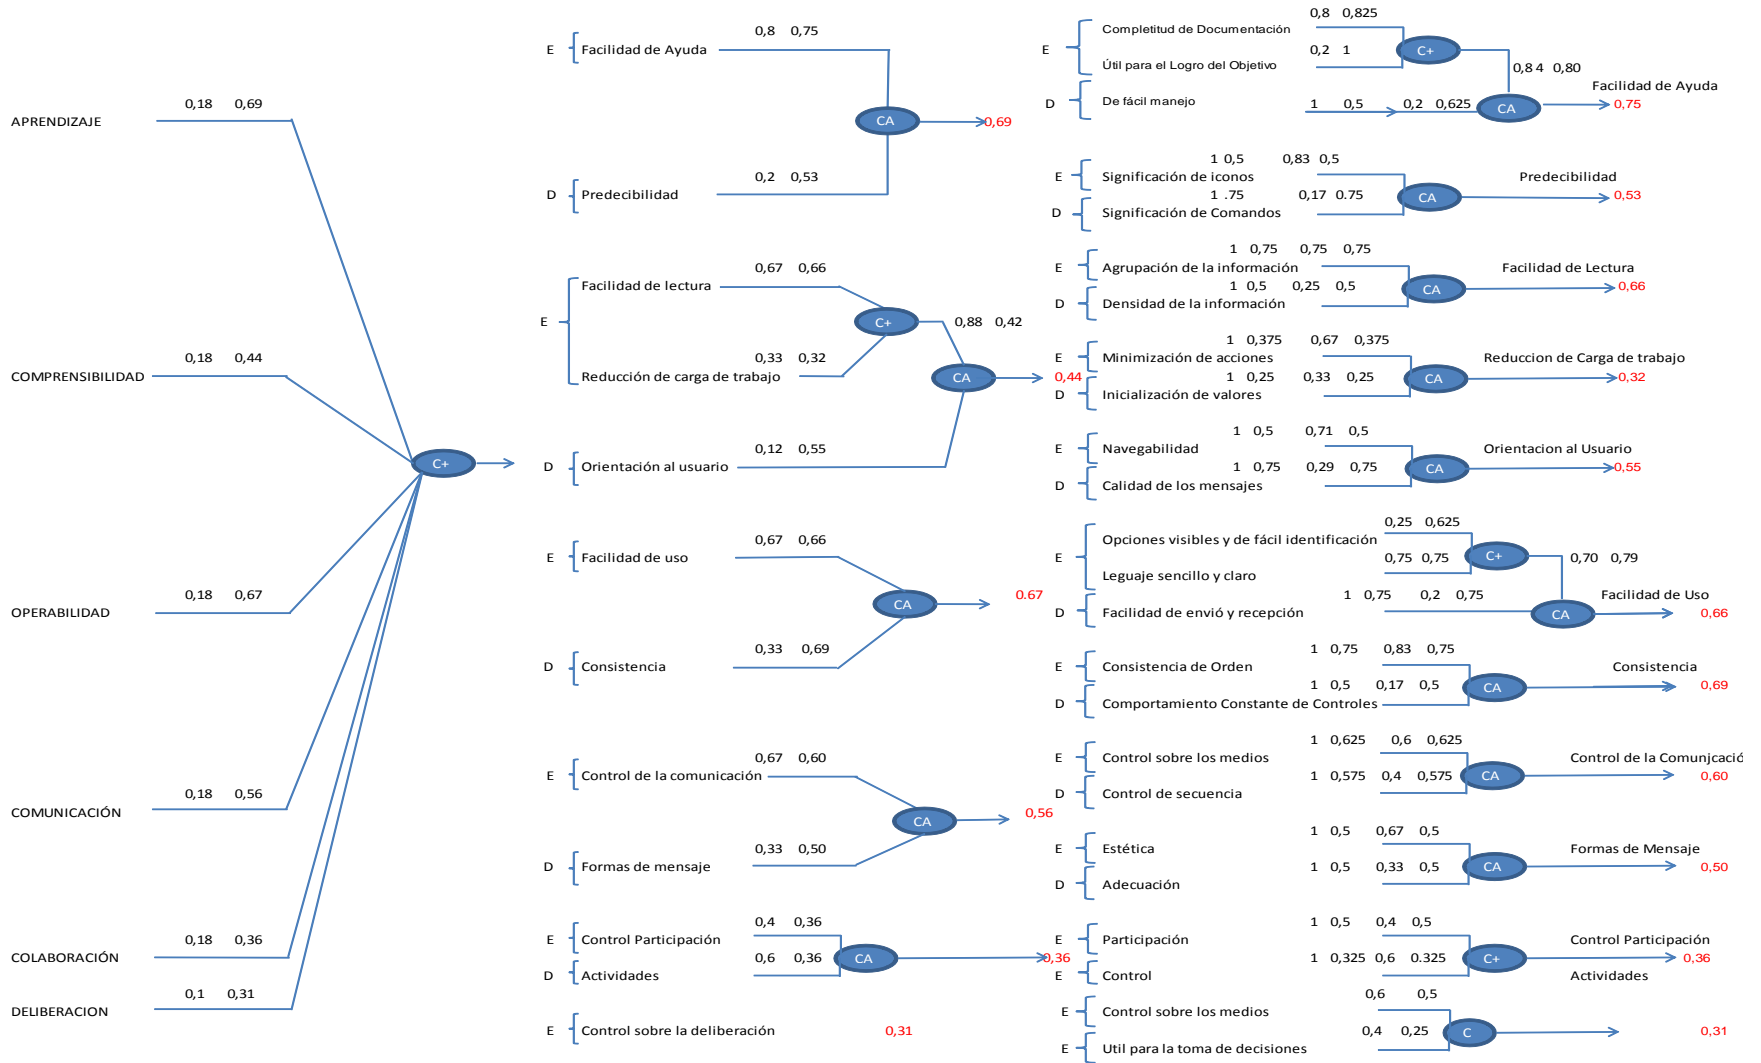 APRENDIZAJE
0,18 0,69
COMPRENSIBILIDAD
0,18 0,44
OPERABILIDAD
0,18 0,67
COMUNICACIÓN
0,18 0,56
COLABORACIÓN
0,18 0,36
DELIBERACION
0,1 0,31
C+
E Facilidad de Ayuda
0,8 0,75
D Predecibilidad
0,2 0,53
CA
0,69
E
Facilidad de lectura
0,67 0,66
Reducción de carga de trabajo
0,33 0,32
C+
0,88 0,42
D Orientación al usuario
0,12 0,55
CA
0,44
E Facilidad de uso
0,67 0,66
D Consistencia
0,33 0,69
CA
0.67
E Control de la comunicación
0,67 0,60
D Formas de mensaje
0,33 0,50
CA
0,56
E Control Participación
0,4 0,36
D Actividades
0,6 0,36
CA
0,36
E Control sobre la deliberación
0,31
E
Completitud de Documentación
0,8 0,825
Útil para el Logro del Objetivo
0,2 1
C+
0,84 0,80
D De fácil manejo
1 0,5 0,2 0,625
CA
Facilidad de Ayuda
0,75
E Significación de iconos
1 0,5 0,83 0,5
D Significación de Comandos
1 .75 0,17 0.75
CA
Predecibilidad
0,53
E Agrupación de la información
1 0,75 0,75 0,75
D Densidad de la información
1 0,5 0,25 0,5
CA
Facilidad de Lectura
0,66
E Minimización de acciones
1 0,375 0,67 0,375
D Inicialización de valores
1 0,25 0,33 0,25
CA
Reduccion de Carga de trabajo
0,32
E Navegabilidad
1 0,5 0,71 0,5
D Calidad de los mensajes
1 0,75 0,29 0,75
CA
Orientacion al Usuario
0,55
E
Opciones visibles y de fácil identificación
0,25 0,625
Leguaje sencillo y claro
0,75 0,75
C+
0,70 0,79
D Facilidad de envió y recepción
1 0,75 0,2 0,75
CA
Facilidad de Uso
0,66
E Consistencia de Orden
1 0,75 0,83 0,75
D Comportamiento Constante de Controles
1 0,5 0,17 0,5
CA
Consistencia
0,69
E Control sobre los medios
1 0,625 0,6 0,625
D Control de secuencia
1 0,575 0,4 0,575
CA
Control de la Comunjcació
0,60
E Estética
1 0,5 0,67 0,5
D Adecuación
1 0,5 0,33 0,5
CA
Formas de Mensaje
0,50
E Participación
1 0,5 0,4 0,5
E Control
1 0,325 0,6 0.325
C+
Control Participación
0,36
Actividades
E Control sobre los medios
0,6 0,5
E Util para la toma de decisiones
0,4 0,25
C
0,31